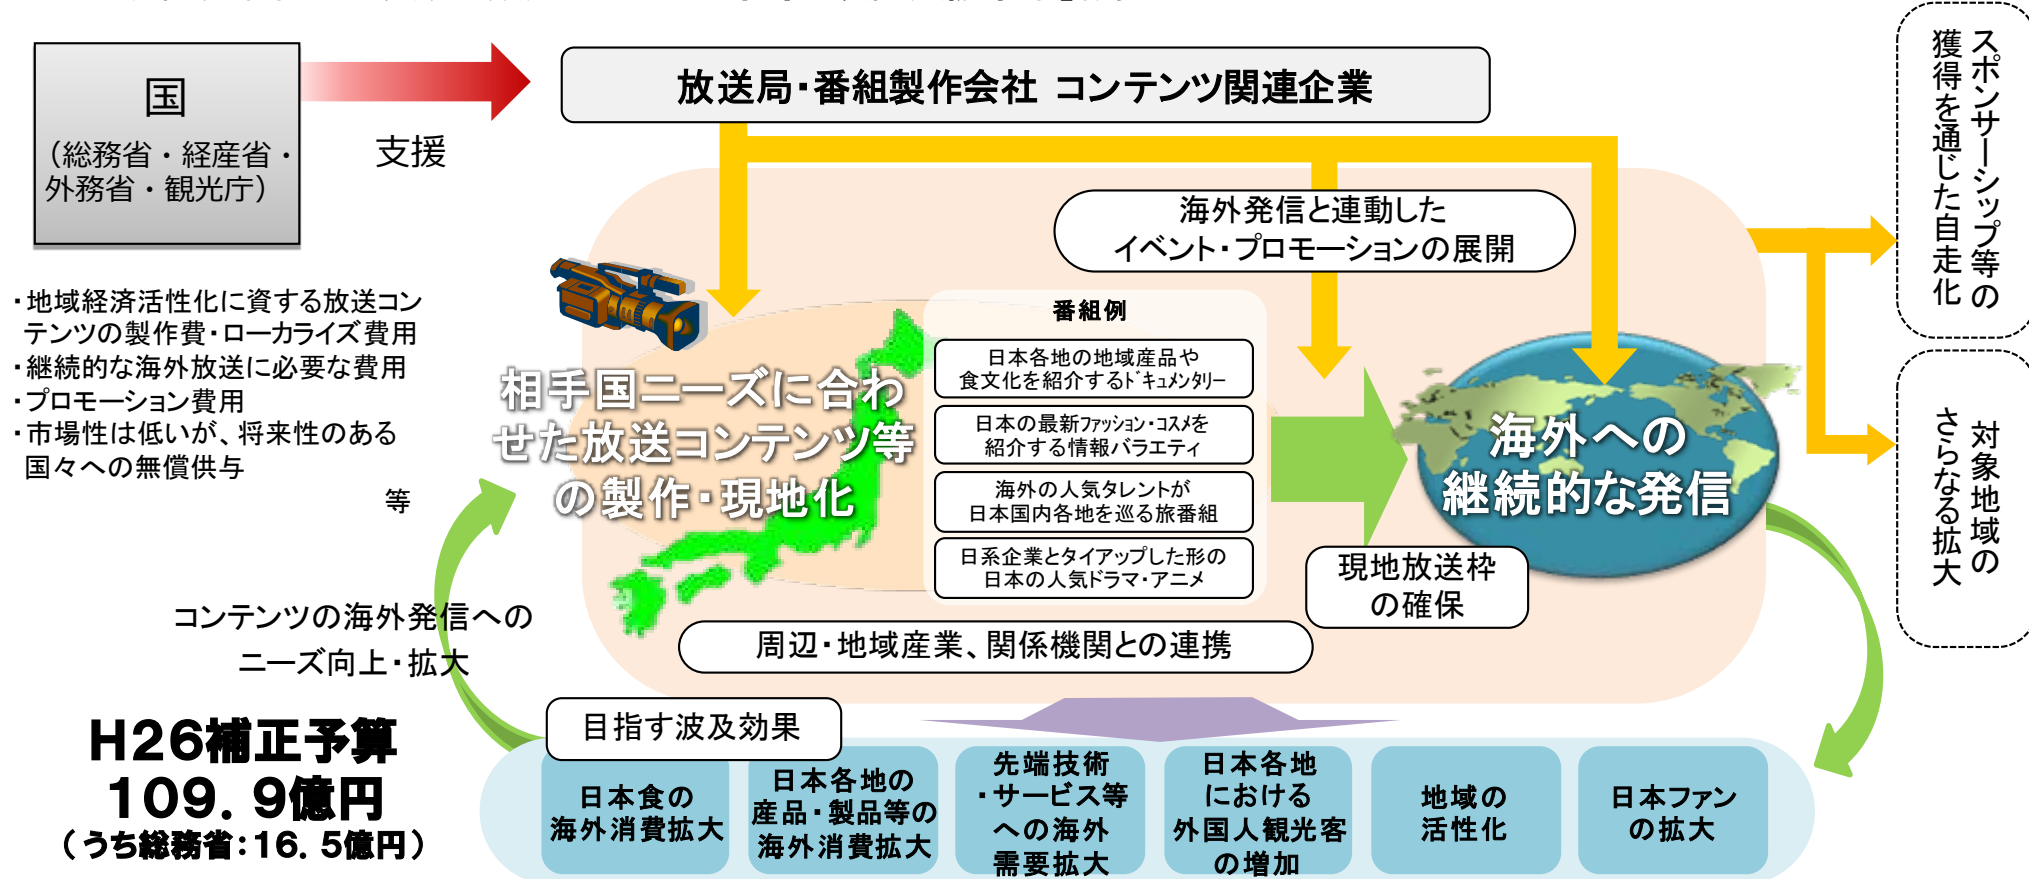 国
（総務省・経産省・
外務省・観光庁）
支援
放送局・番組製作会社 コンテンツ関連企業
・地域経済活性化に資する放送コン
テンツの製作費・ローカライズ費用
・継続的な海外放送に必要な費用
・プロモーション費用
・市場性は低いが、将来性のある
国々への無償供与
等
海外発信と連動した
イベント・プロモーションの展開
番組例
日本各地の地域産品や
食文化を紹介するドキュメンタリー
日本の最新ファッション・コスメを
紹介する情報バラエティ
海外の人気タレントが
日本国内各地を巡る旅番組
日系企業とタイアップした形の
日本の人気ドラマ・アニメ
相手国ニーズに合わ
せた放送コンテンツ等
の製作・現地化
海外への
継続的な発信
現地放送枠
の確保
周辺・地域産業、関係機関との連携
スポンサーシップ等の
獲得を通じた自走化
対象地域の
さらなる拡大
コンテンツの海外発信への
ニーズ向上・拡大
H26補正予算
109．9億円
（うち総務省：16．5億円）
目指す波及効果
日本食の
海外消費拡大
日本各地の
産品・製品等の
海外消費拡大
先端技術
・サービス等
への海外
需要拡大
日本各地
における
外国人観光客
の増加
地域の
活性化
日本ファン
の拡大